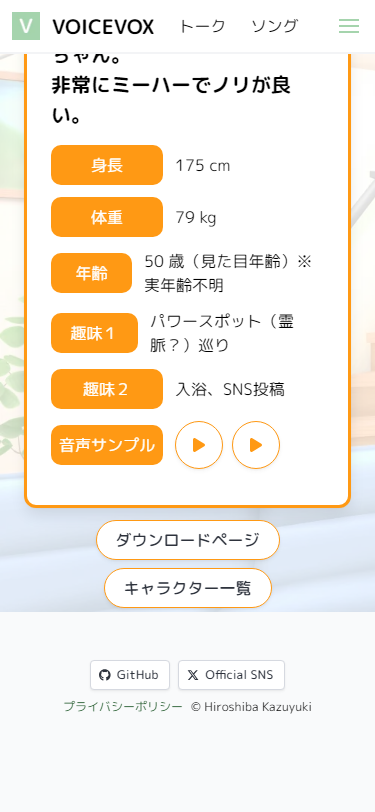 V VOICEVOX トーク ソング
ちゃん。
非常にミーハーでノリが良
い。
身長 175 cm
体重 79 kg
年齢 50 歳（見た目年齢）※
実年齢不明
趣味１ パワースポット（霊
脈？）巡り
趣味２ 入浴、SNS投稿
音声サンプル
ダウンロードページ
キャラクター一覧
GitHub Official SNS
プライバシーポリシー © Hiroshiba Kazuyuki